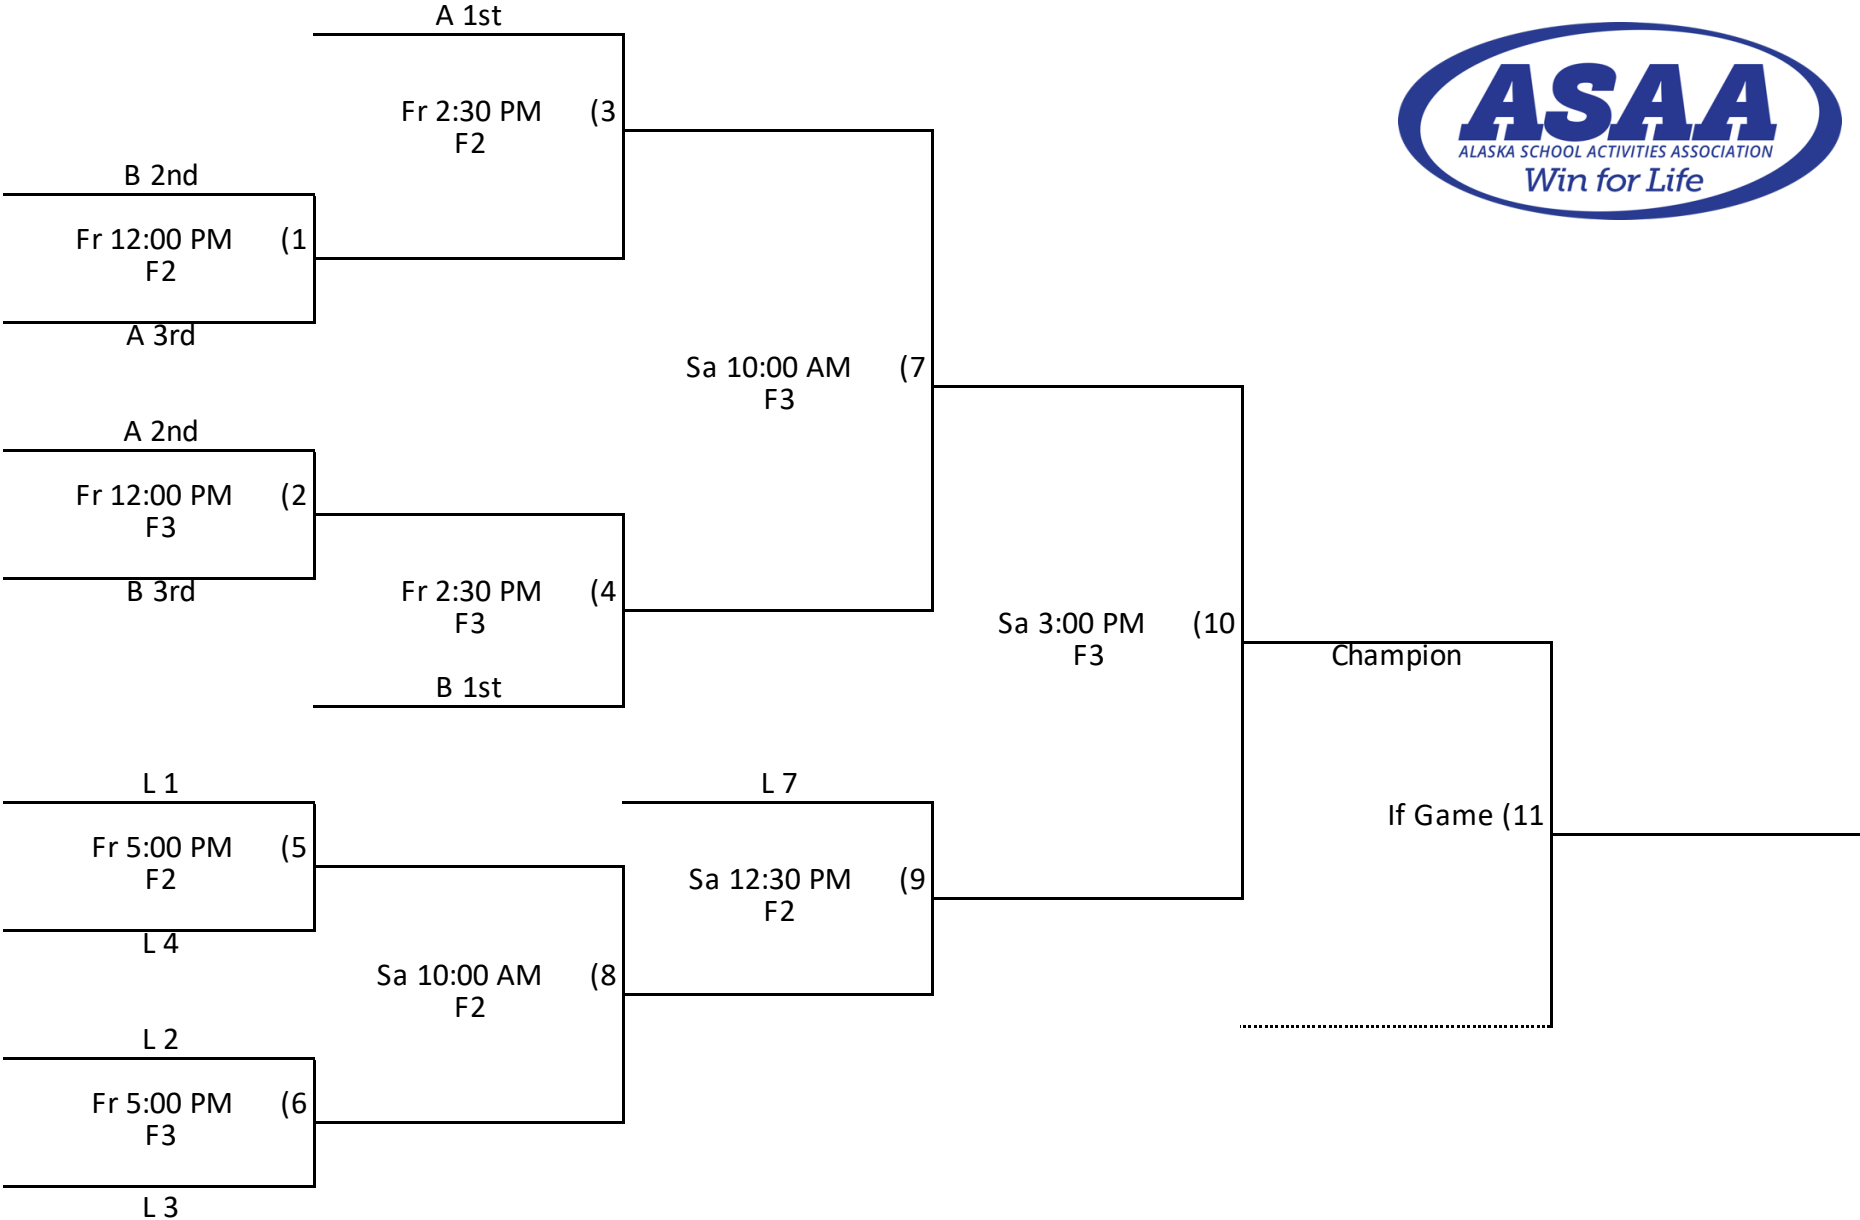 A 1st
Fr 2:30 PM (3
F2
B 2nd
Fr 12:00 PM (1
F2
A 3rd
ASAA
ALASKA SCHOOL ACTIVITIES ASSOCIATION
Win for Life
Sa 10:00 AM (7
F3
A 2nd
Fr 12:00 PM (2
F3
B 3rd
Fr 2:30 PM (4
F3
B 1st
Sa 3:00 PM (10
F3
Champion
L 1
Fr 5:00 PM (5
F2
L 4
L 7
Sa 12:30 PM (9
F2
If Game (11
Sa 10:00 AM (8
F2
L 2
Fr 5:00 PM (6
F3
L 3